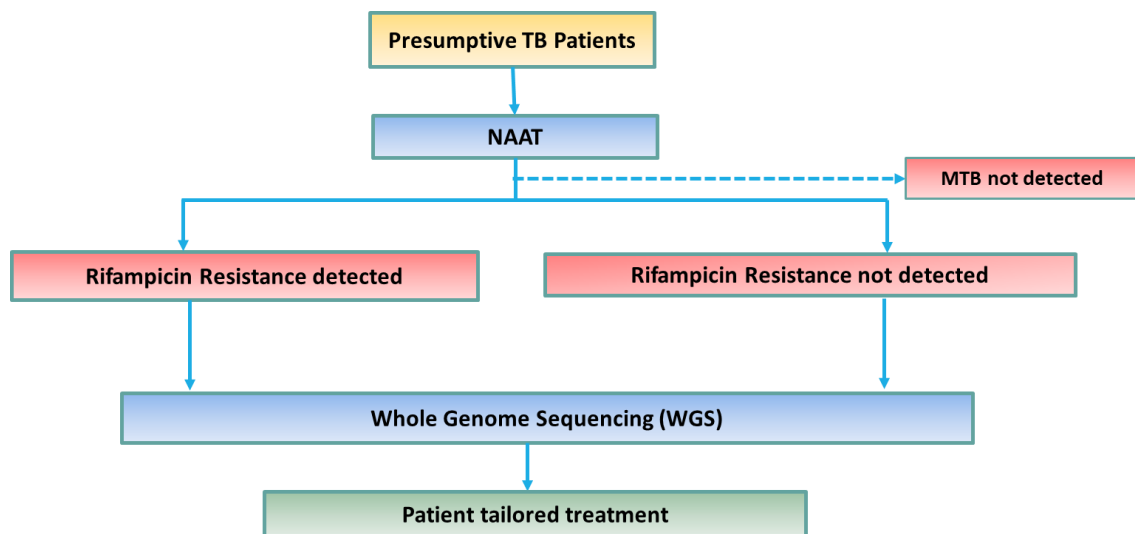 Presumptive TB Patients
NAAT
MTB not detected
Rifampicin Resistance detected
Rifampicin Resistance not detected
Whole Genome Sequencing (WGS)
Patient tailored treatment